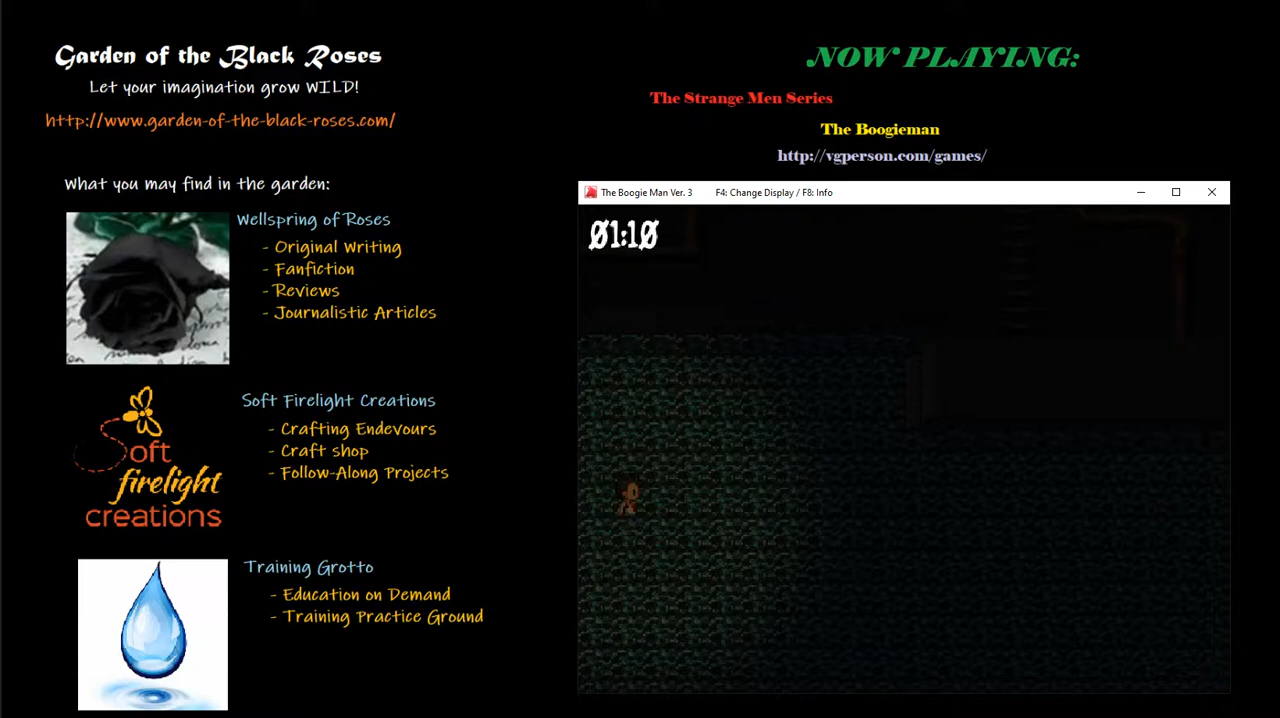 Garden of the Black Roses
Let your imagination grow WILD!
http://www.garden-of-the-black-roses.com/
What you may find in the garden:
Wellspring of Roses
- Original Writing
- Fanfiction
- Reviews
- Journalistic Articles
Soft Firelight Creations
- Crafting Endevours
- Craft shop
- Follow-Along Projects
Soft
firelight
creations
Training Grotto
- Education on Demand
- Training Practice Ground
NOW PLAYING:
The Strange Men Series
The Boogieman
http://vgperson.com/games/
The Boogie Man Ver. 3 F4: Change Display / F8: Info
01:10